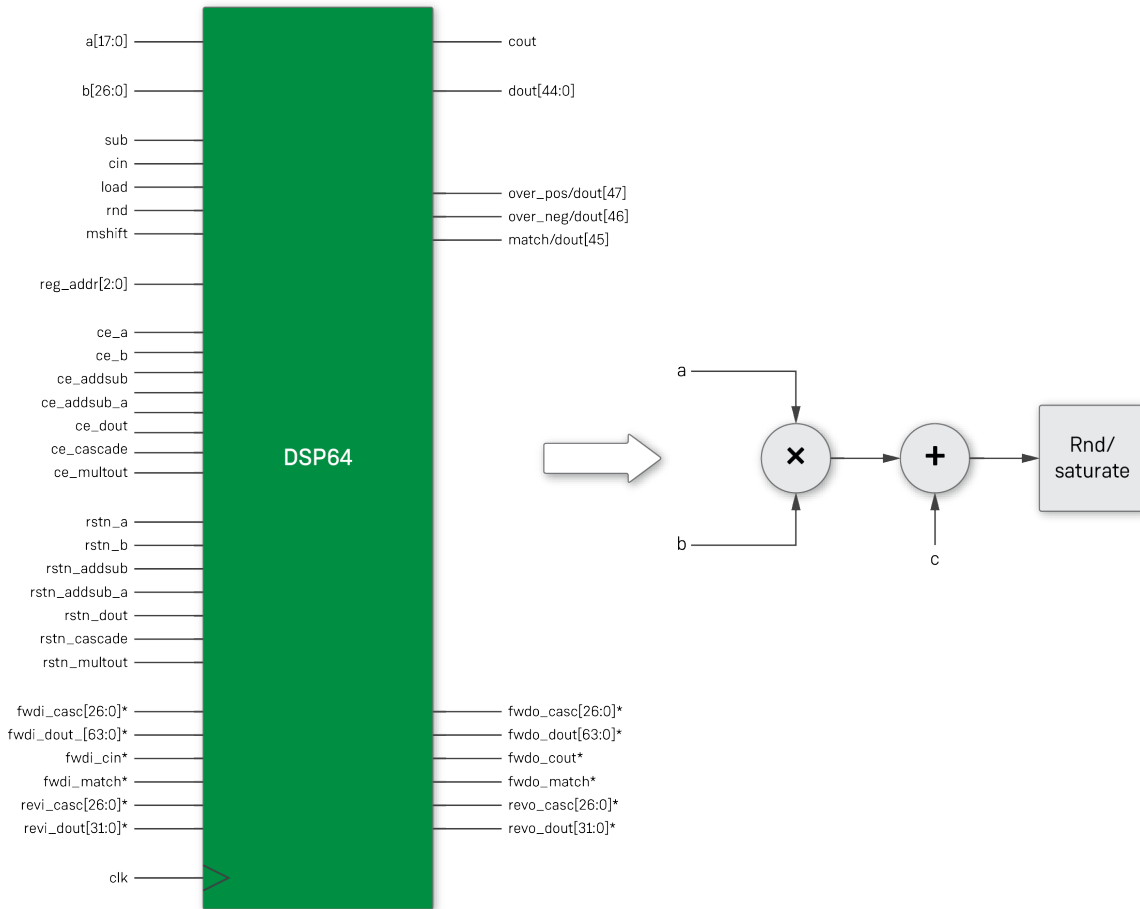 a[17:0]
b[26:0]
sub
cin
load
rnd
mshift
reg_addr[2:0]
ce_a
ce_b
ce_addsub
ce_addsub_a
ce_dout
ce_cascade
ce_multout
rstn_a
rstn_b
rstn_addsub
rstn_addsub_a
rstn_dout
rstn_cascade
rstn_multout
fwdi_casc[26:0]*
fwdi_dout_[63:0]*
fwdi_cin*
fwdi_match*
revi_casc[26:0]*
revi_dout[31:0]*
clk
DSP64
cout
dout[44:0]
over_pos/dout[47]
over_neg/dout[46]
match/dout[45]
fwdo_casc[26:0]*
fwdo_dout[63:0]*
fwdo_cout*
fwdo_match*
revo_casc[26:0]*
revo_dout[31:0]*
a
b
×
+
c
Rnd/
saturate